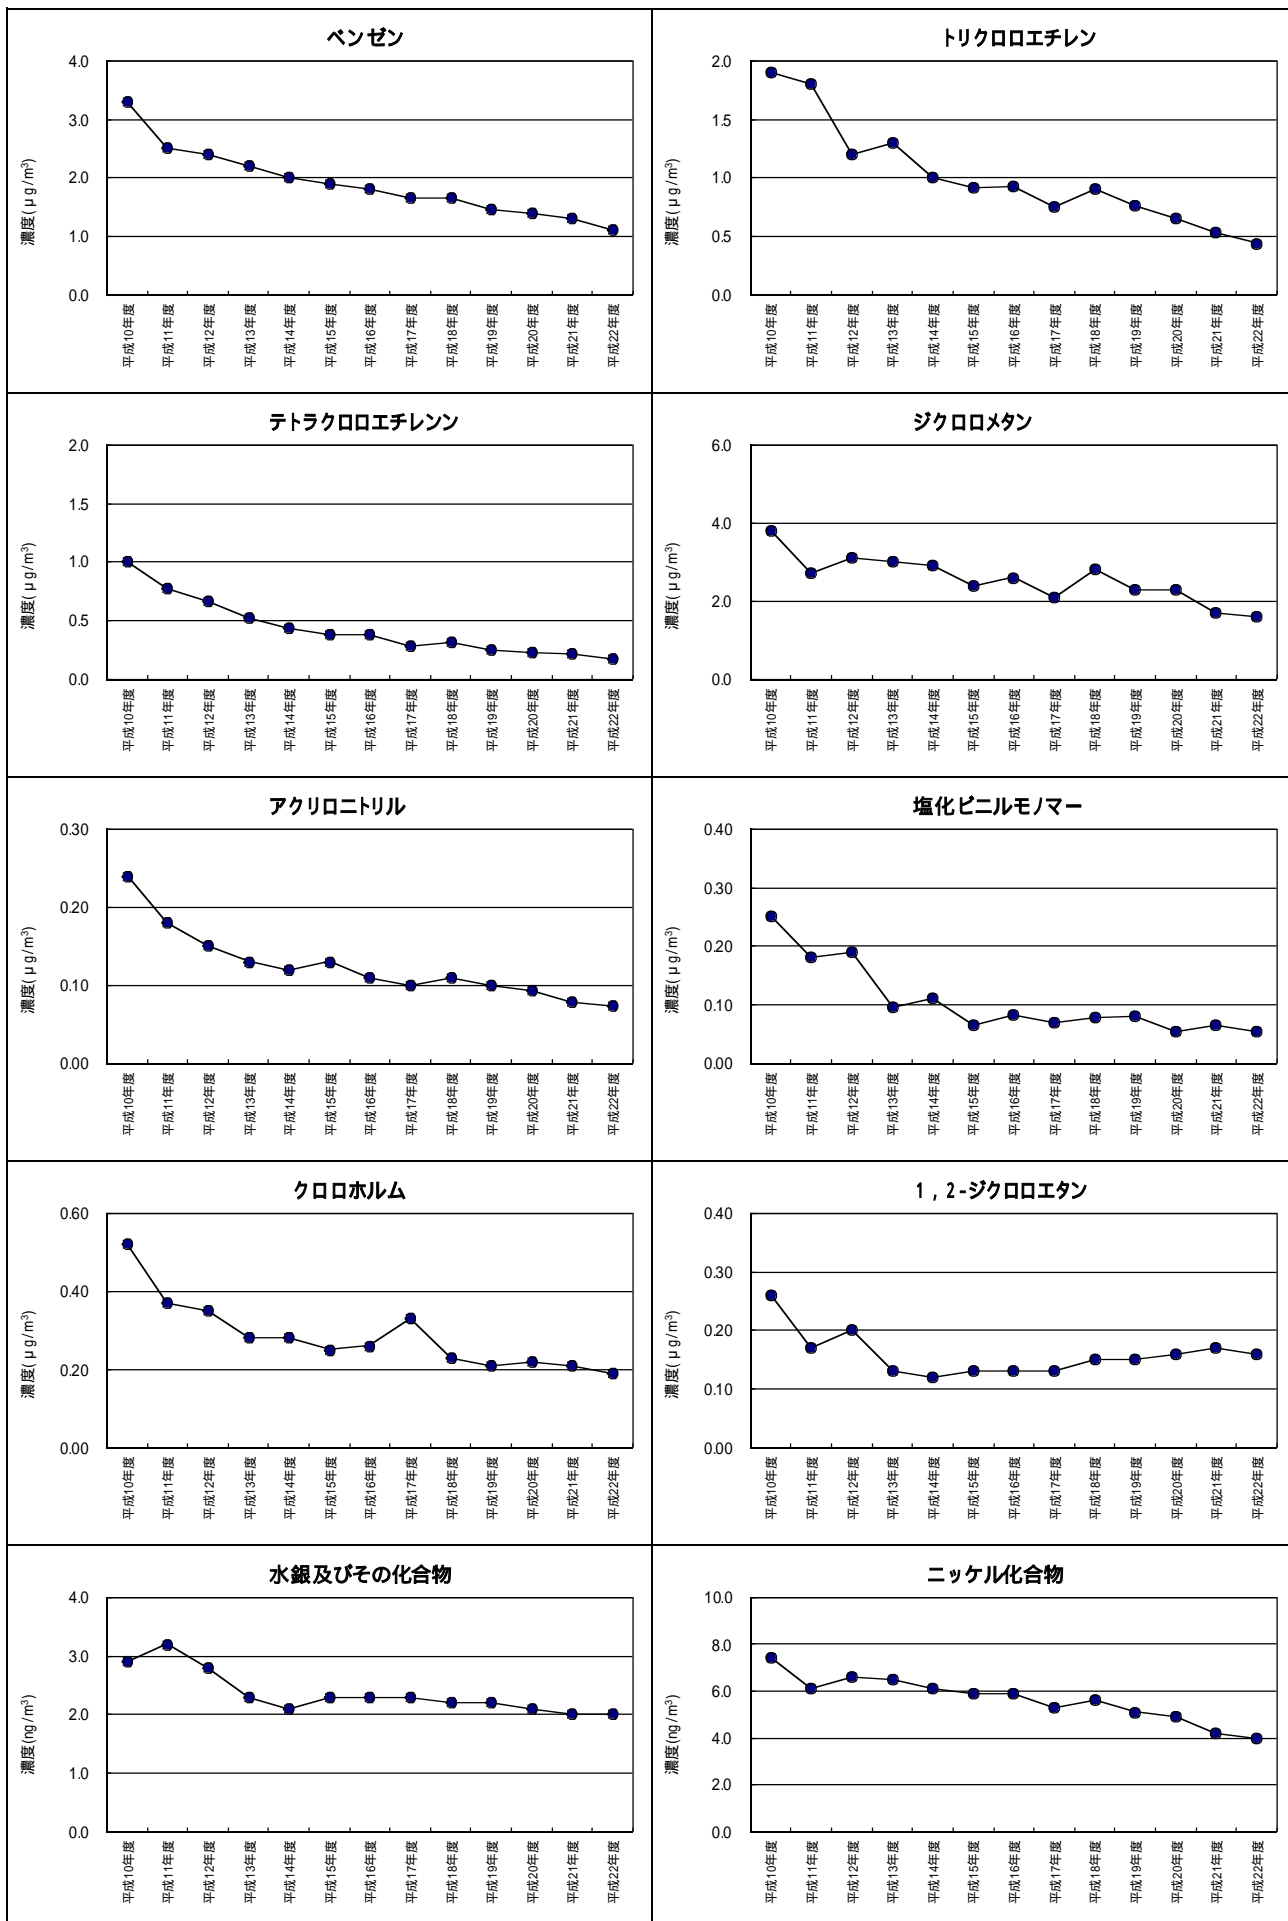 ベンゼン
4.0
3.0
2.0
1.0
0.0
濃度(μg/m³)
平成10年度
平成11年度
平成12年度
平成13年度
平成14年度
平成15年度
平成16年度
平成17年度
平成18年度
平成19年度
平成20年度
平成21年度
平成22年度
トリクロロエチレン
2.0
1.5
1.0
0.5
0.0
濃度(μg/m³)
平成10年度
平成11年度
平成12年度
平成13年度
平成14年度
平成15年度
平成16年度
平成17年度
平成18年度
平成19年度
平成20年度
平成21年度
平成22年度
テトラクロロエチレンン
2.0
1.5
1.0
0.5
0.0
濃度(μg/m³)
平成10年度
平成11年度
平成12年度
平成13年度
平成14年度
平成15年度
平成16年度
平成17年度
平成18年度
平成19年度
平成20年度
平成21年度
平成22年度
ジクロロメタン
6.0
4.0
2.0
0.0
濃度(μg/m³)
平成10年度
平成11年度
平成12年度
平成13年度
平成14年度
平成15年度
平成16年度
平成17年度
平成18年度
平成19年度
平成20年度
平成21年度
平成22年度
アクリロニトリル
0.30
0.20
0.10
0.00
濃度(μg/m³)
平成10年度
平成11年度
平成12年度
平成13年度
平成14年度
平成15年度
平成16年度
平成17年度
平成18年度
平成19年度
平成20年度
平成21年度
平成22年度
塩化ビニルモノマー
0.40
0.30
0.20
0.10
0.00
濃度(μg/m³)
平成10年度
平成11年度
平成12年度
平成13年度
平成14年度
平成15年度
平成16年度
平成17年度
平成18年度
平成19年度
平成20年度
平成21年度
平成22年度
クロロホルム
0.60
0.40
0.20
0.00
濃度(μg/m³)
平成10年度
平成11年度
平成12年度
平成13年度
平成14年度
平成15年度
平成16年度
平成17年度
平成18年度
平成19年度
平成20年度
平成21年度
平成22年度
1,2-ジクロロエタン
0.40
0.30
0.20
0.10
0.00
濃度(μg/m³)
平成10年度
平成11年度
平成12年度
平成13年度
平成14年度
平成15年度
平成16年度
平成17年度
平成18年度
平成19年度
平成20年度
平成21年度
平成22年度
水銀及びその化合物
4.0
3.0
2.0
1.0
0.0
濃度(ng/m³)
平成10年度
平成11年度
平成12年度
平成13年度
平成14年度
平成15年度
平成16年度
平成17年度
平成18年度
平成19年度
平成20年度
平成21年度
平成22年度
ニッケル化合物
10.0
8.0
6.0
4.0
2.0
0.0
濃度(ng/m³)
平成10年度
平成11年度
平成12年度
平成13年度
平成14年度
平成15年度
平成16年度
平成17年度
平成18年度
平成19年度
平成20年度
平成21年度
平成22年度